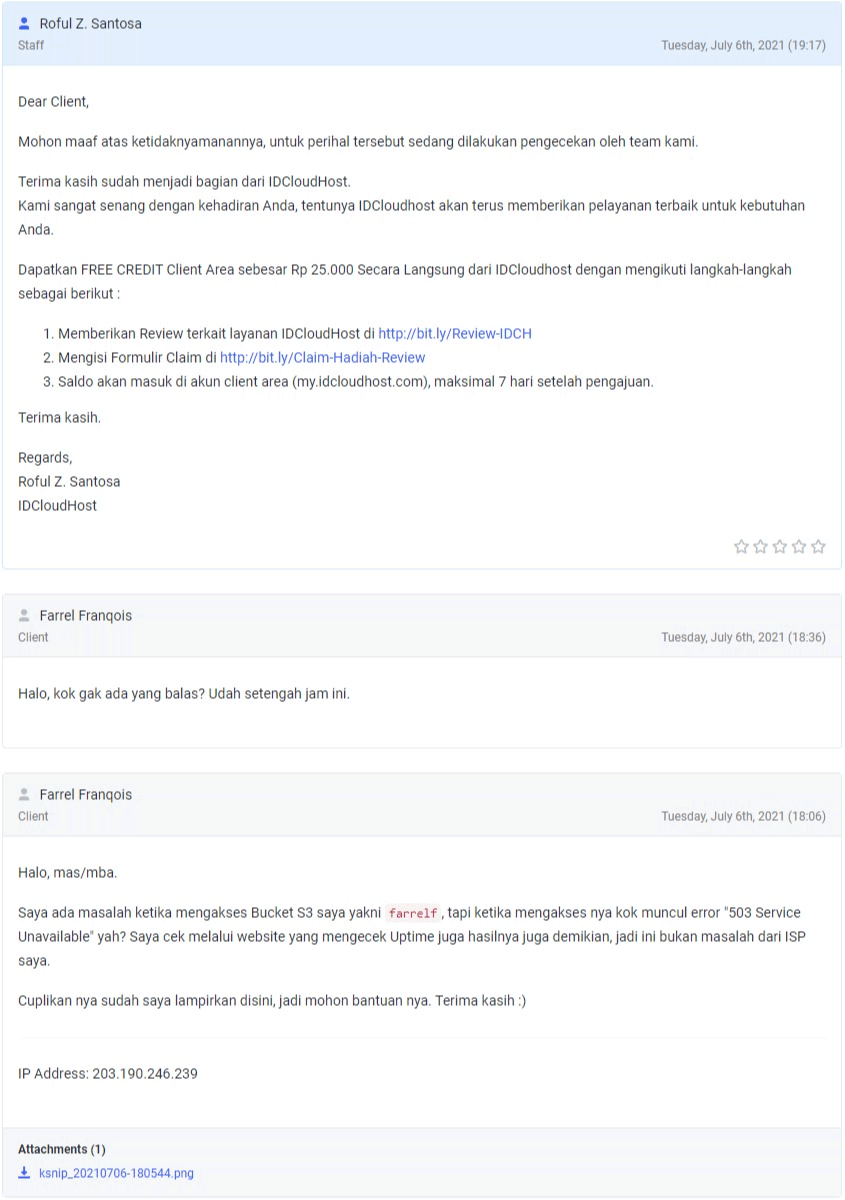 Roful Z. Santosa
Staff
Tuesday, July 6th, 2021 (19:17)
Dear Client,
Mohon maaf atas ketidaknyamanannya, untuk perihal tersebut sedang dilakukan pengecekan oleh team kami.
Terima kasih sudah menjadi bagian dari IDCloudHost.
Kami sangat senang dengan kehadiran Anda, tentunya IDCloudhost akan terus memberikan pelayanan terbaik untuk kebutuhan
Anda.
Dapatkan FREE CREDIT Client Area sebesar Rp 25.000 Secara Langsung dari IDCloudhost dengan mengikuti langkah-langkah
sebagai berikut :
1. Memberikan Review terkait layanan IDCloudHost di http://bit.ly/Review-IDCH
2. Mengisi Formulir Claim di http://bit.ly/Claim-Hadiah-Review
3. Saldo akan masuk di akun client area (my.idcloudhost.com), maksimal 7 hari setelah pengajuan.
Terima kasih.
Regards,
Roful Z. Santosa
IDCloudHost
Farrel Franqois
Client
Tuesday, July 6th, 2021 (18:36)
Halo, kok gak ada yang balas? Udah setengah jam ini.
Farrel Franqois
Client
Tuesday, July 6th, 2021 (18:06)
Halo, mas/mba.
Saya ada masalah ketika mengakses Bucket S3 saya yakni farrelf, tapi ketika mengakses nya kok muncul error "503 Service
Unavailable" yah? Saya cek melalui website yang mengecek Uptime juga hasilnya juga demikian, jadi ini bukan masalah dari ISP
saya.
Cuplikan nya sudah saya lampirkan disini, jadi mohon bantuan nya. Terima kasih :)
IP Address: 203.190.246.239
Attachments (1)
ksnip_20210706-180544.png